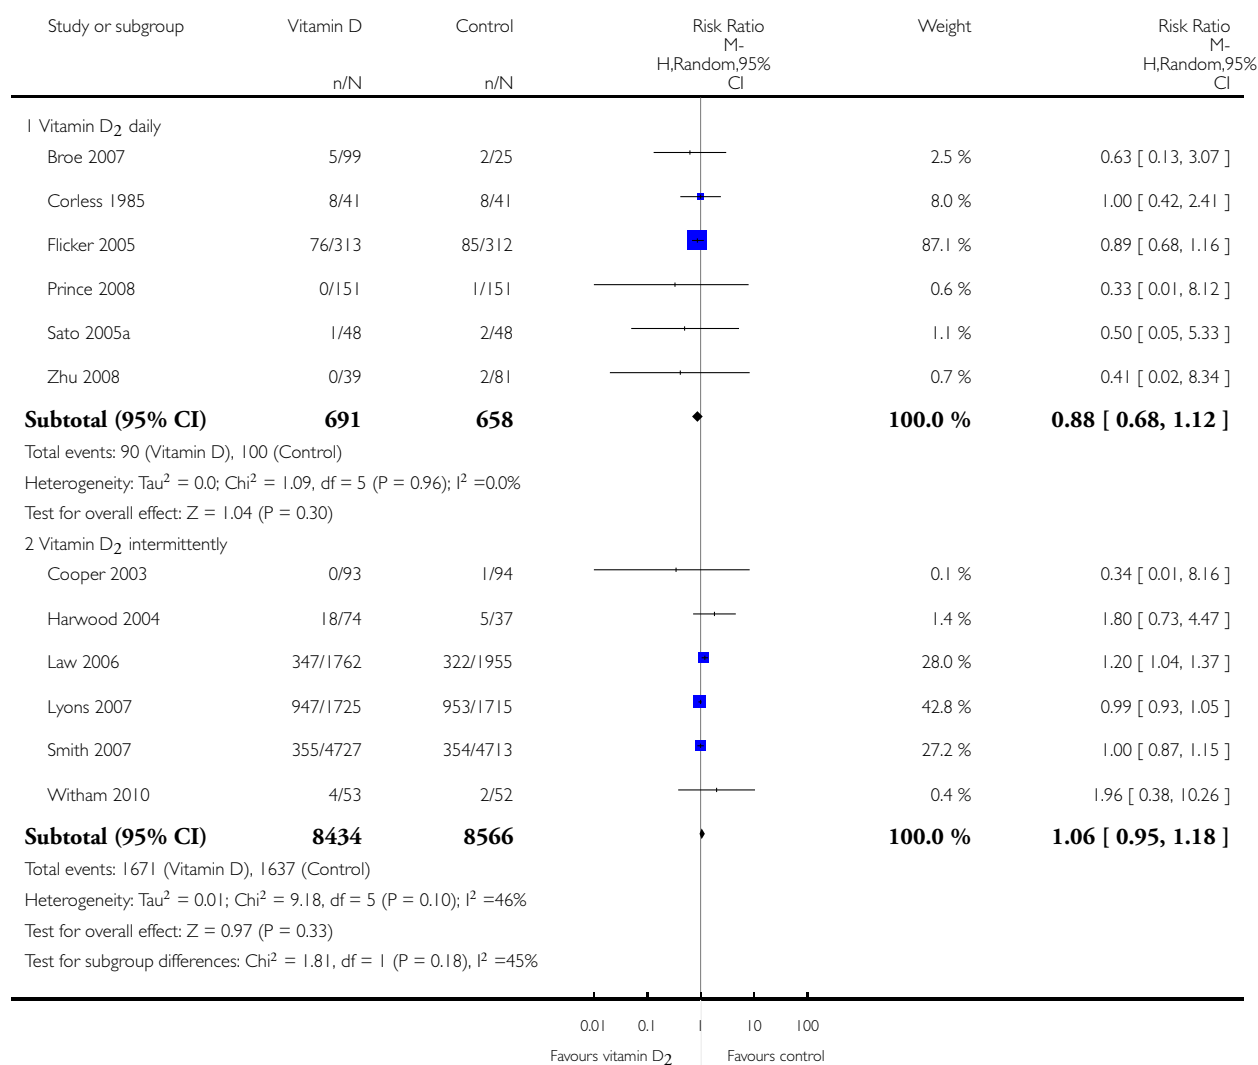 Study or subgroup Vitamin D Control Risk Ratio Weight Risk Ratio
M- M-
H,Random,95% H,Random,95%
n/N n/N CI CI
1 Vitamin D2 daily
Broe 2007 5/99 2/25 2.5 % 0.63 [ 0.13, 3.07 ]
Corless 1985 8/41 8/41 8.0 % 1.00 [ 0.42, 2.41 ]
Flicker 2005 76/313 85/312 87.1 % 0.89 [ 0.68, 1.16 ]
Prince 2008 0/151 1/151 0.6 % 0.33 [ 0.01, 8.12 ]
Sato 2005a 1/48 2/48 1.1 % 0.50 [ 0.05, 5.33 ]
Zhu 2008 0/39 2/81 0.7 % 0.41 [ 0.02, 8.34 ]
Subtotal (95% CI) 691 658 100.0 % 0.88 [ 0.68, 1.12 ]
Total events: 90 (Vitamin D), 100 (Control)
Heterogeneity: Tau² = 0.0; Chi² = 1.09, df = 5 (P = 0.96); I² =0.0%
Test for overall effect: Z = 1.04 (P = 0.30)
2 Vitamin D2 intermittently
Cooper 2003 0/93 1/94 0.1 % 0.34 [ 0.01, 8.16 ]
Harwood 2004 18/74 5/37 1.4 % 1.80 [ 0.73, 4.47 ]
Law 2006 347/1762 322/1955 28.0 % 1.20 [ 1.04, 1.37 ]
Lyons 2007 947/1725 953/1715 42.8 % 0.99 [ 0.93, 1.05 ]
Smith 2007 355/4727 354/4713 27.2 % 1.00 [ 0.87, 1.15 ]
Witham 2010 4/53 2/52 0.4 % 1.96 [ 0.38, 10.26 ]
Subtotal (95% CI) 8434 8566 100.0 % 1.06 [ 0.95, 1.18 ]
Total events: 1671 (Vitamin D), 1637 (Control)
Heterogeneity: Tau² = 0.01; Chi² = 9.18, df = 5 (P = 0.10); I² =46%
Test for overall effect: Z = 0.97 (P = 0.33)
Test for subgroup differences: Chi² = 1.81, df = 1 (P = 0.18), I² =45%
0.01 0.1 1 10 100
Favours vitamin D2 Favours control